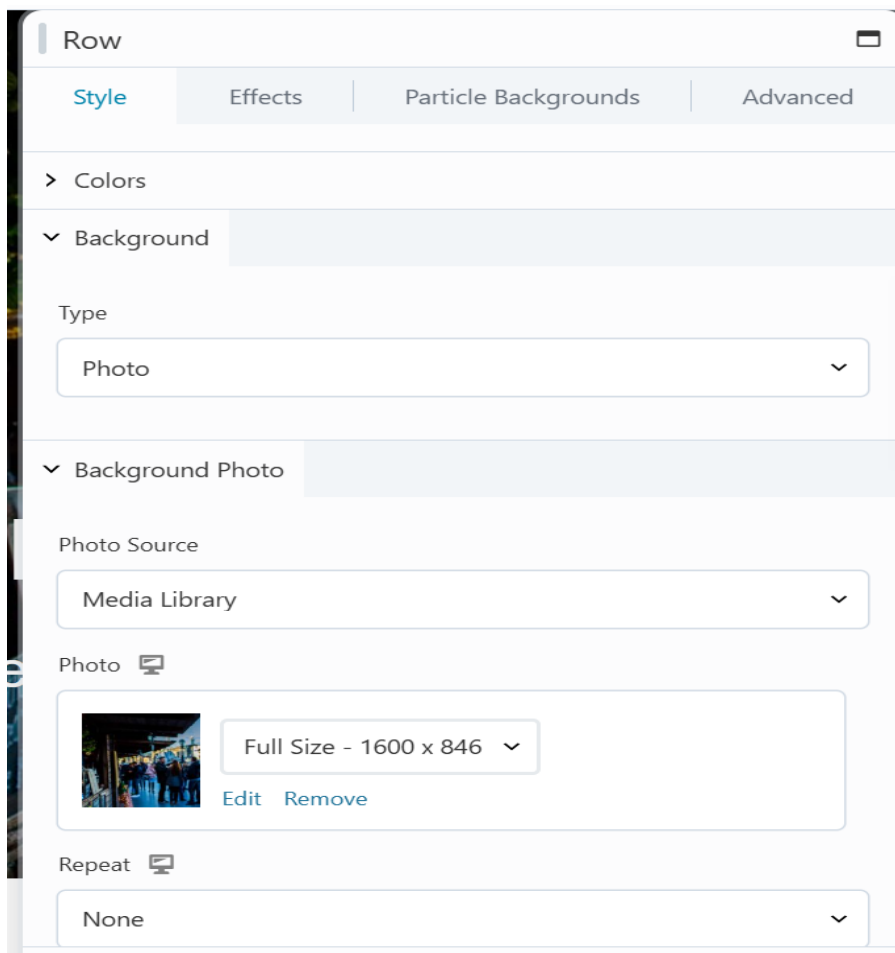 Row
Style Effects Particle Backgrounds Advanced
Colors
Background
Type
Photo
Background Photo
Photo Source
Media Library
Photo
Full Size - 1600 x 846
Edit Remove
Repeat
None